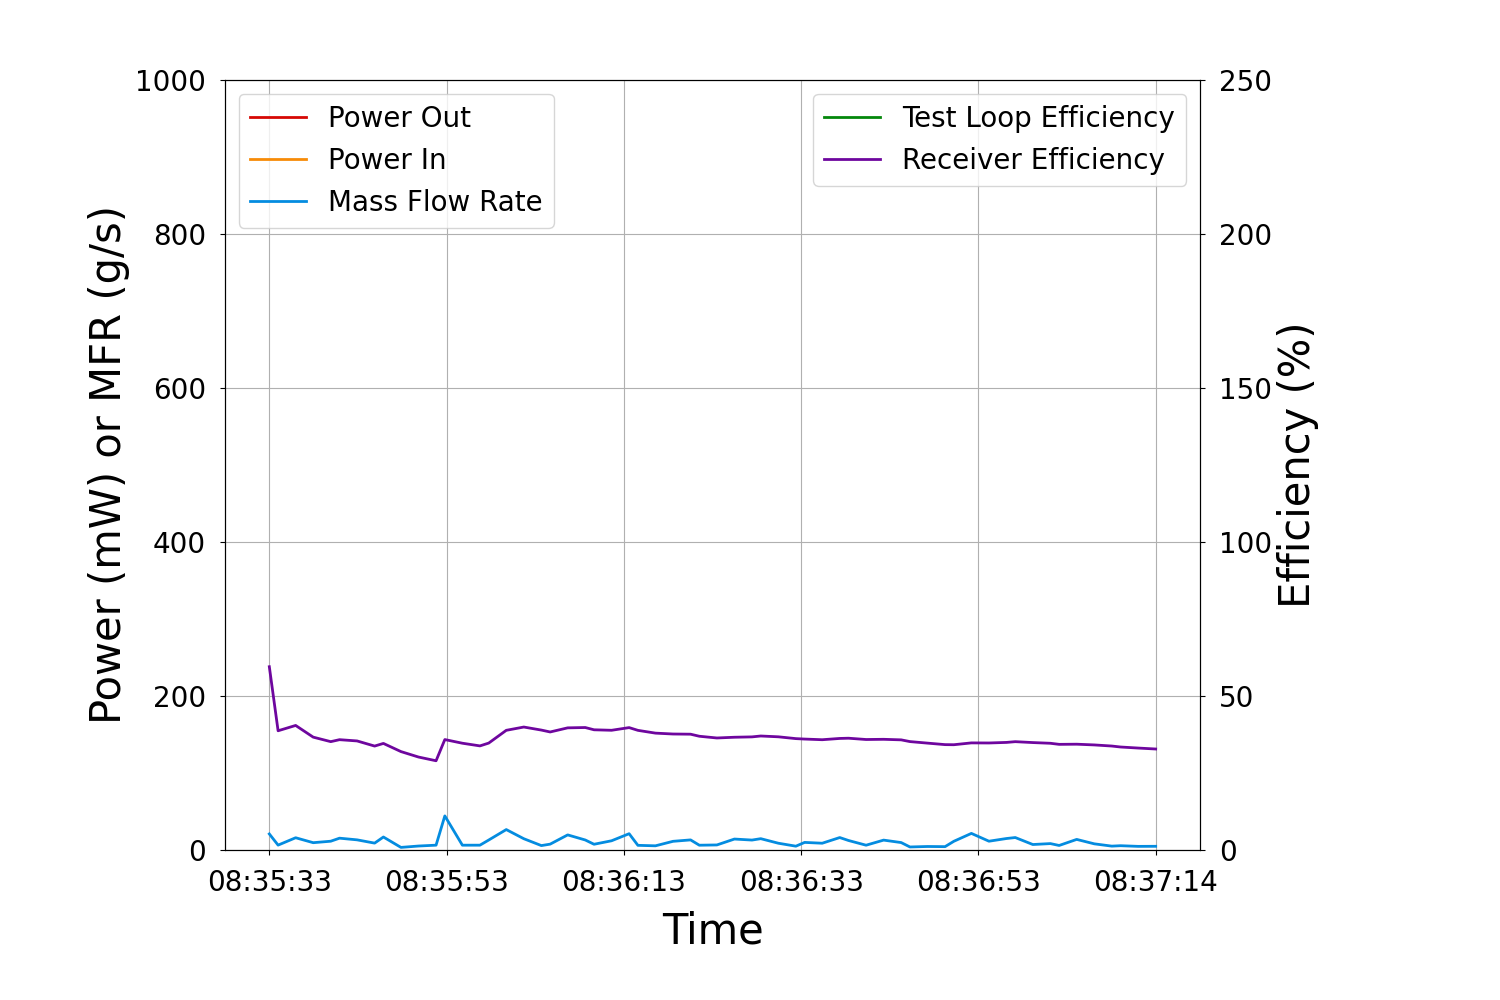 Power (mW) or MFR (g/s)
1000
800
600
400
200
0
Power Out
Power In
Mass Flow Rate
Test Loop Efficiency
Receiver Efficiency
250
200
150
100
50
0
Efficiency (%)
08:35:33 08:35:53 08:36:13 08:36:33 08:36:53 08:37:14
Time